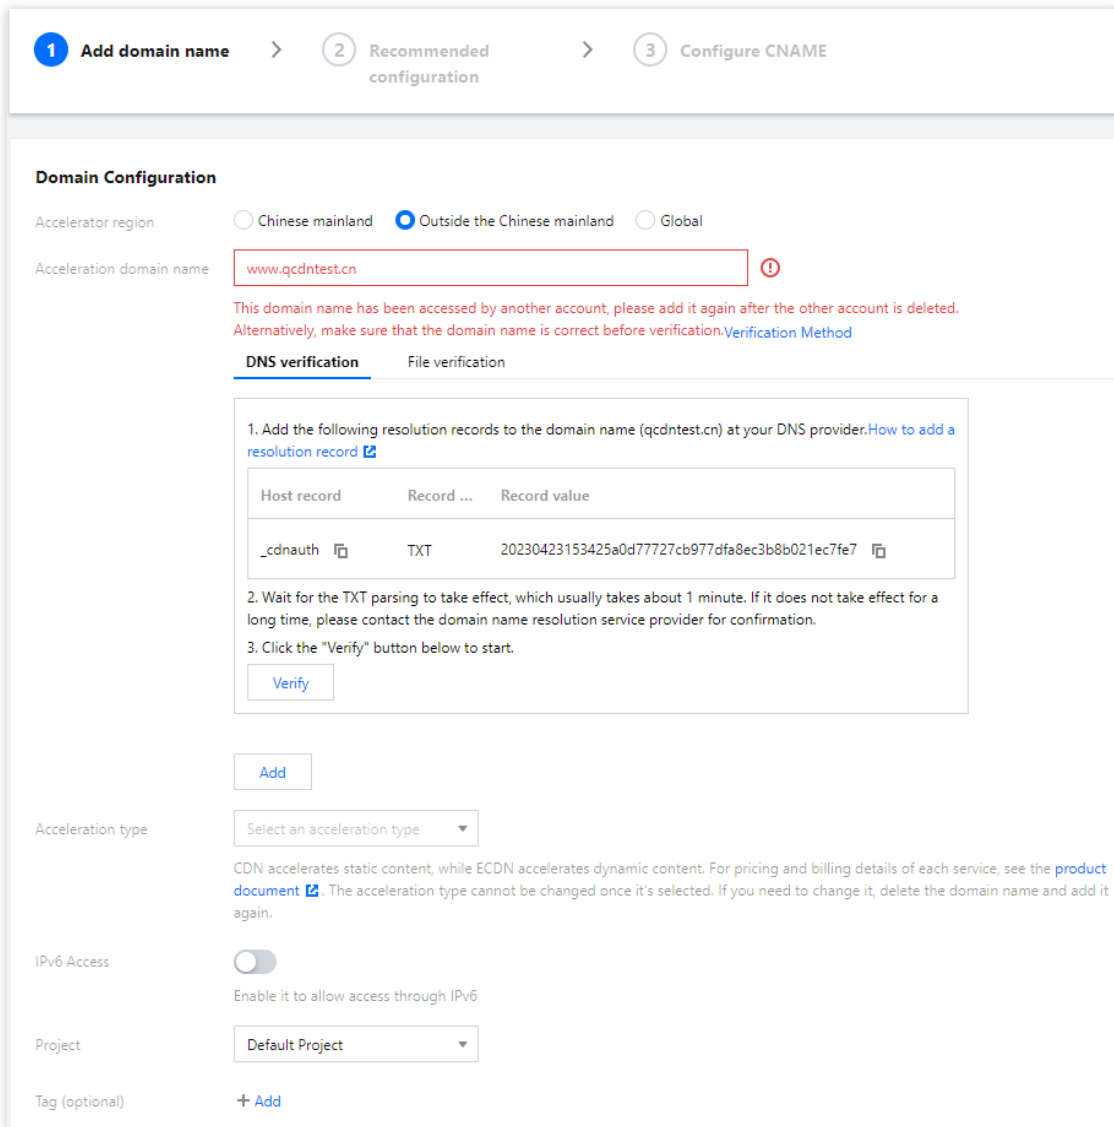 1 Add domain name > 2 Recommended configuration > 3 Configure CNAME
Domain Configuration
Accelerator region Chinese mainland Outside the Chinese mainland Global
Acceleration domain name www.qcdntest.cn
This domain name has been accessed by another account, please add it again after the other account is deleted.
Alternatively, make sure that the domain name is correct before verification.Verification Method
DNS verification File verification
1. Add the following resolution records to the domain name (qcdntest.cn) at your DNS provider.How to add a
resolution record
Host record Record ... Record value
_cdnauth TXT 20230423153425a0d77727cb977dfa8ec3b8b021ec7fe7
2. Wait for the TXT parsing to take effect, which usually takes about 1 minute. If it does not take effect for a
long time, please contact the domain name resolution service provider for confirmation.
3. Click the "Verify" button below to start.
Verify
Add
Acceleration type Select an acceleration type
CDN accelerates static content, while ECDN accelerates dynamic content. For pricing and billing details of each service, see the product
document . The acceleration type cannot be changed once it's selected. If you need to change it, delete the domain name and add it
again.
IPv6 Access
Enable it to allow access through IPv6
Project Default Project
Tag (optional) + Add